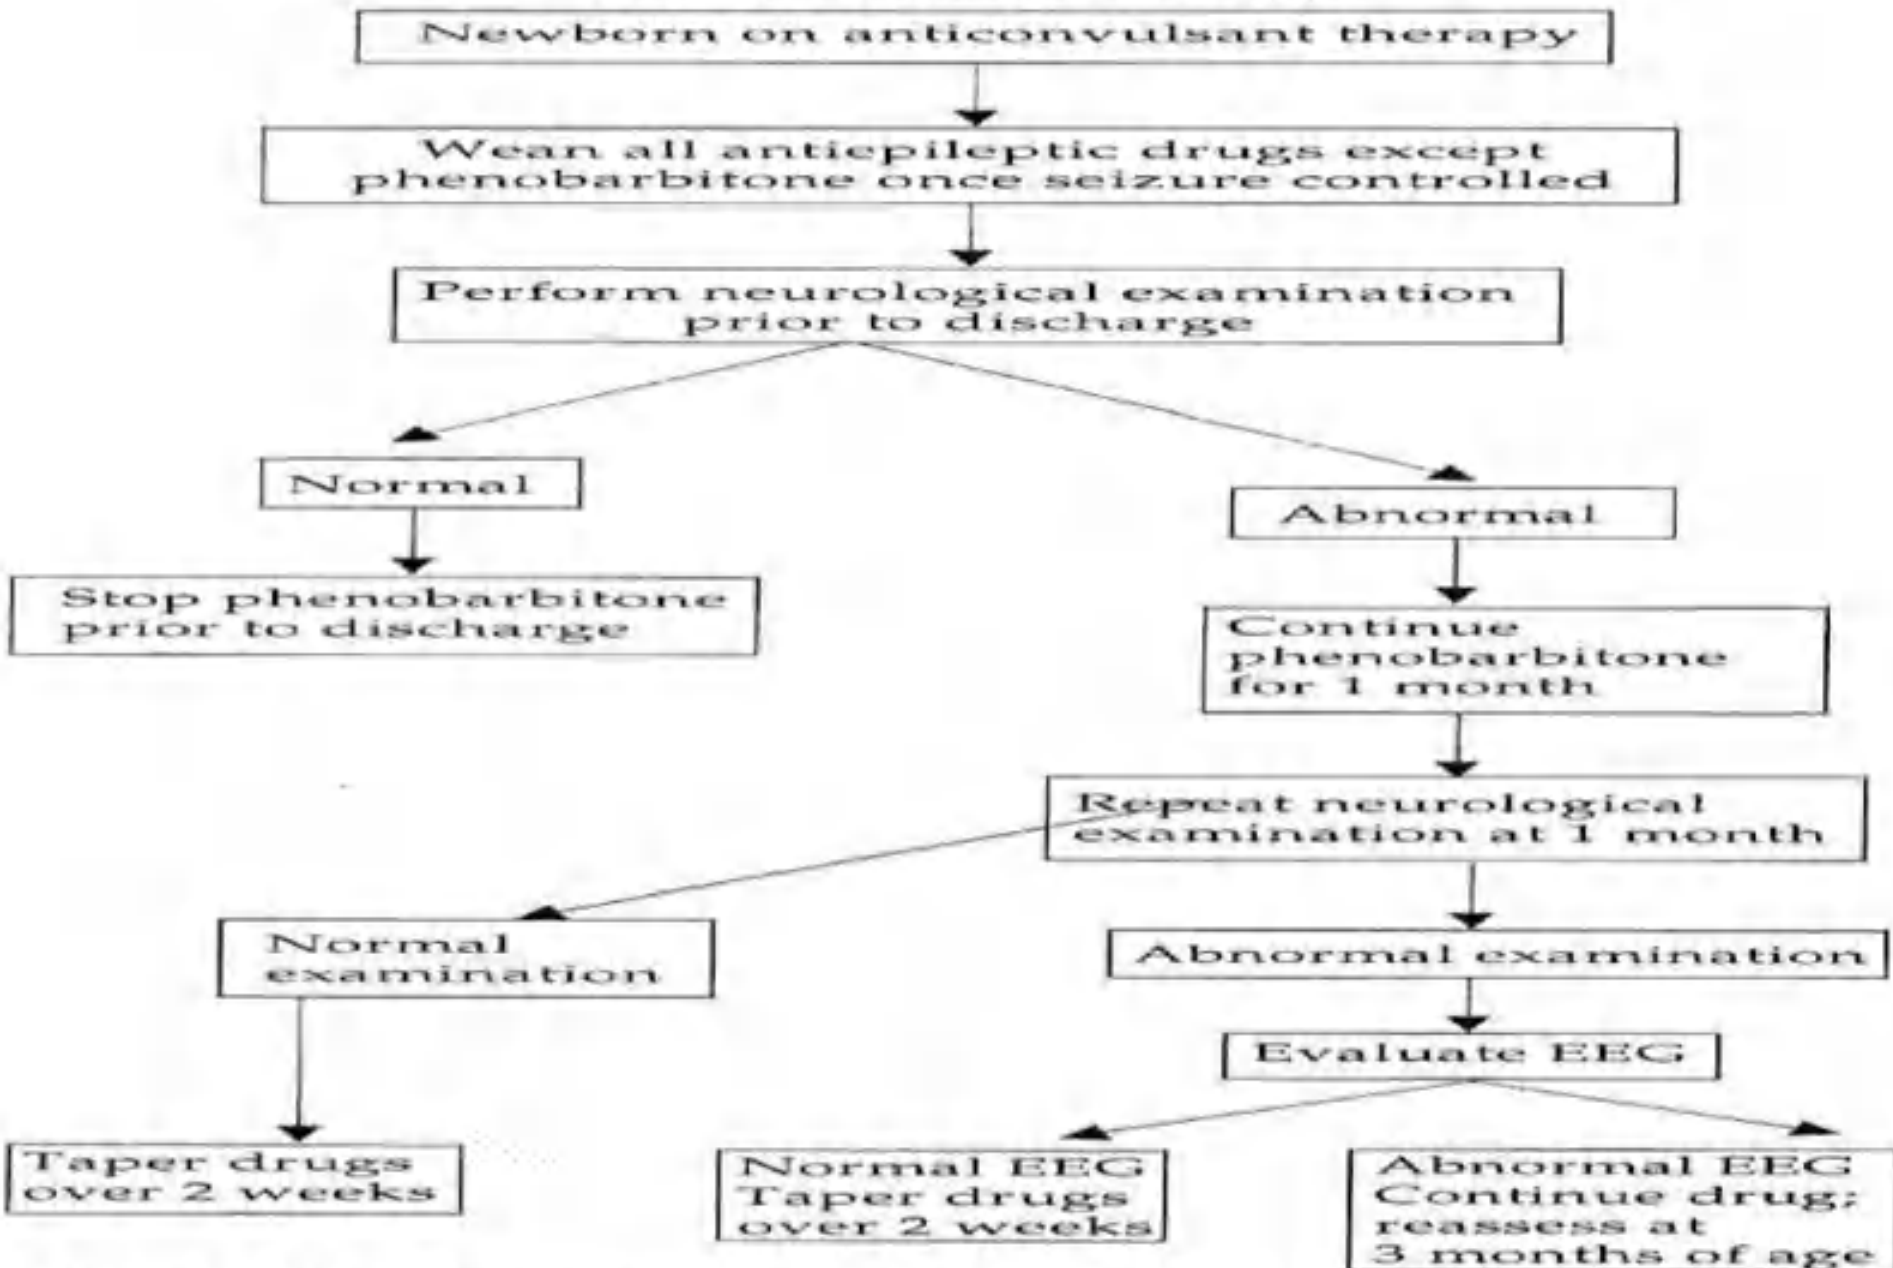 Newborn on anticonvulsant therapy
Wean all antiepileptic drugs except
phenobarbitone once seizure controlled
Perform neurological examination
prior to discharge
Normal
Abnormal
Stop phenobarbitone
prior to discharge
Continue
phenobarbitone
for 1 month
Repeat neurological
examination at 1 month
Normal
examination
Abnormal examination
Evaluate EEG
Taper drugs
over 2 weeks
Normal EEG
Taper drugs
over 2 weeks
Abnormal EEG
Continue drug;
reassess at
3 months of age